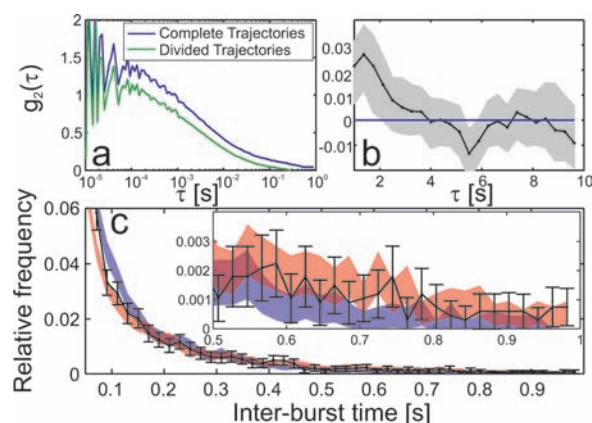 2
1.5
1
0.5
0
g₂(τ)
Complete Trajectories
Divided Trajectories
a
10⁻⁵ 10⁻⁴ 10⁻³ 10⁻² 10⁻¹ 10⁰
τ [s]
0.03
0.02
0.01
0
-0.01
b
2 4 6 8 10
τ [s]
0.06
0.04
0.02
0
Relative frequency
c
0.003
0.002
0.001
0
0.5 0.6 0.7 0.8 0.9 1
0.1 0.2 0.3 0.4 0.5 0.6 0.7 0.8 0.9
Inter-burst time [s]